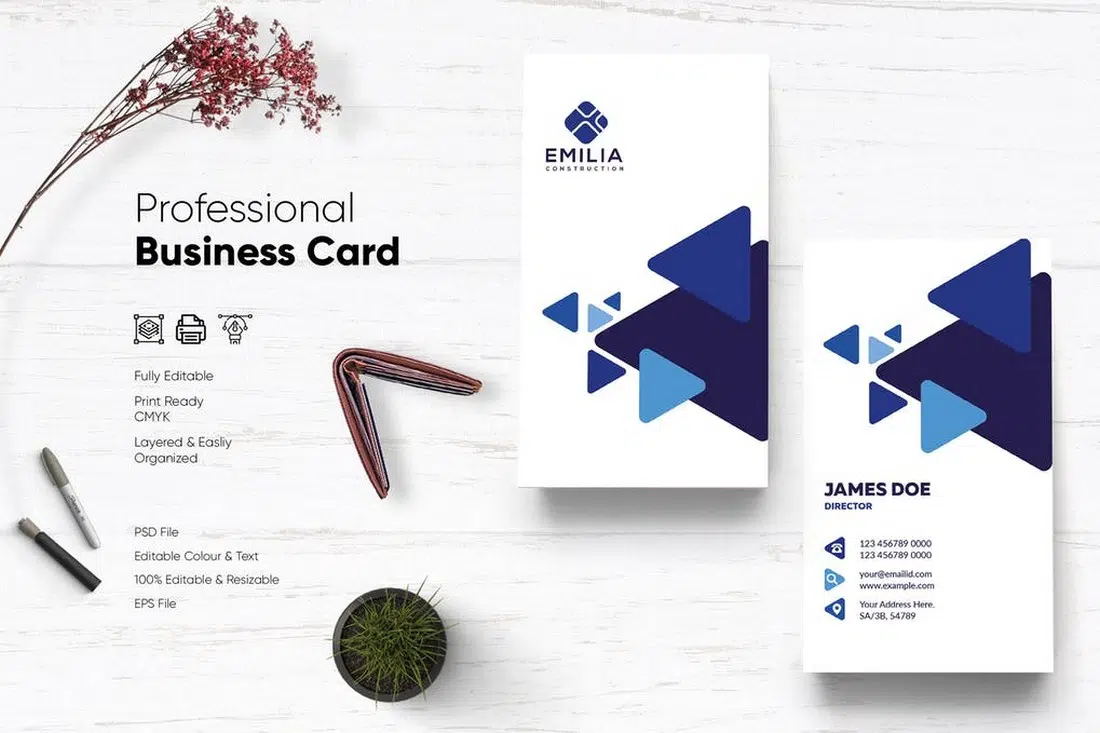 Professional
Business Card
Fully Editable
Print Ready
CMYK
Layered & Easliy
Organized
PSD File
Editable Colour & Text
100% Editable & Resizable
EPS File
EMILIA
CONSTRUCTION
JAMES DOE
DIRECTOR
123 456789 0000
123 456789 0000
your@emailid.com
www.example.com
Your Address Here.
SA/3B, 54789